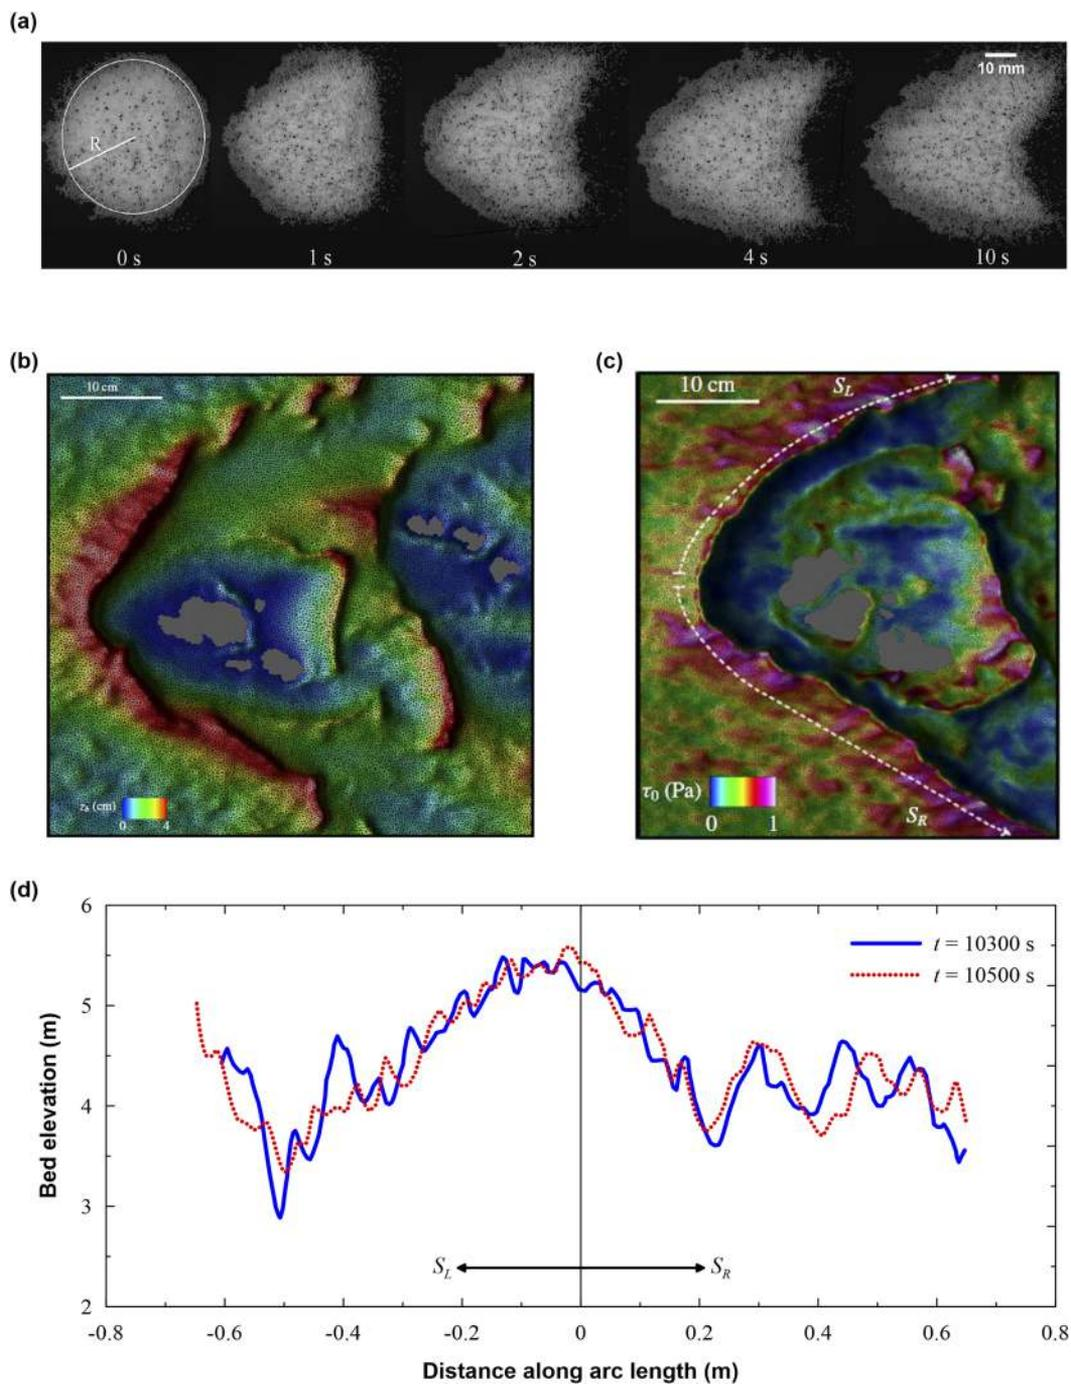 (a)
10 mm
R
0 s 1 s 2 s 4 s 10 s
(b) (c)
10 cm
10 cm
S_L
z_b (cm)
0 4
τ_0 (Pa)
0 1
S_R
(d)
6
5
4
3
2
Bed elevation (m)
t = 10300 s
t = 10500 s
S_L S_R
-0.8 -0.6 -0.4 -0.2 0 0.2 0.4 0.6 0.8
Distance along arc length (m)